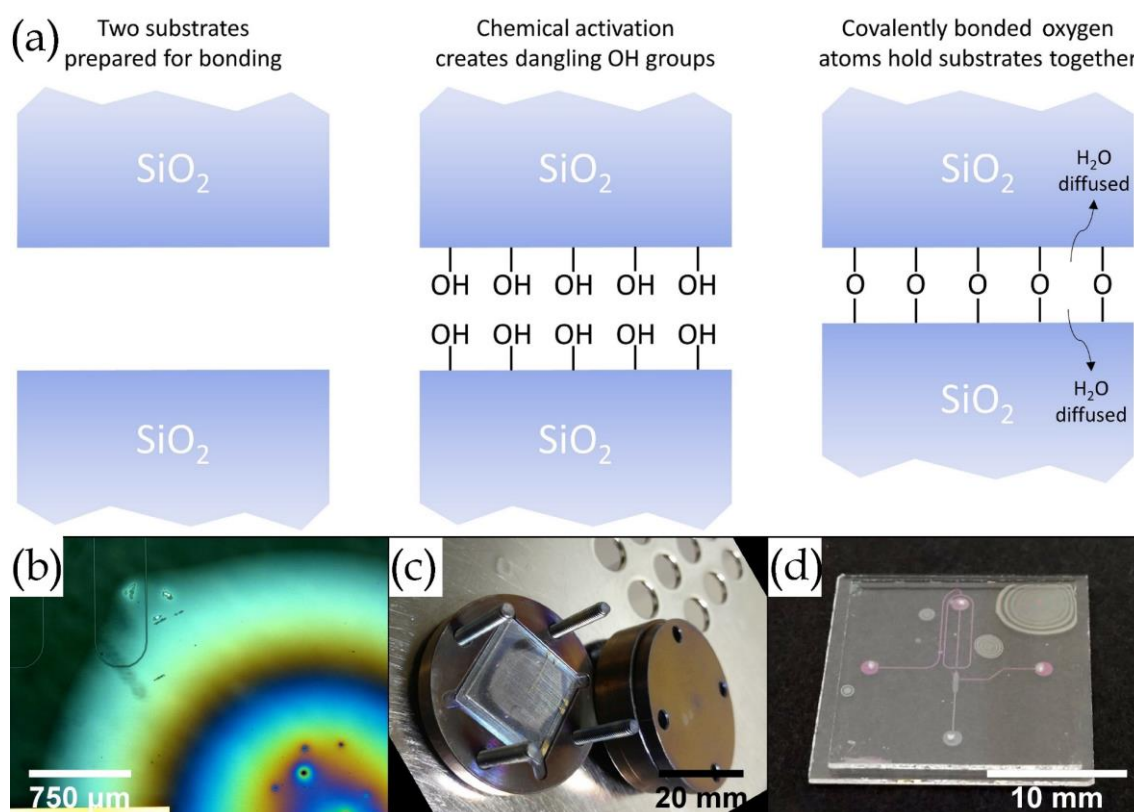 (a)
Two substrates
prepared for bonding
SiO₂
SiO₂
Chemical activation
creates dangling OH groups
SiO₂
OH OH OH OH OH
OH OH OH OH OH
SiO₂
Covalently bonded oxygen
atoms hold substrates together
SiO₂
H₂O
diffused
O O O O O
H₂O
diffused
SiO₂
(b)
750 μm
(c)
20 mm
(d)
10 mm